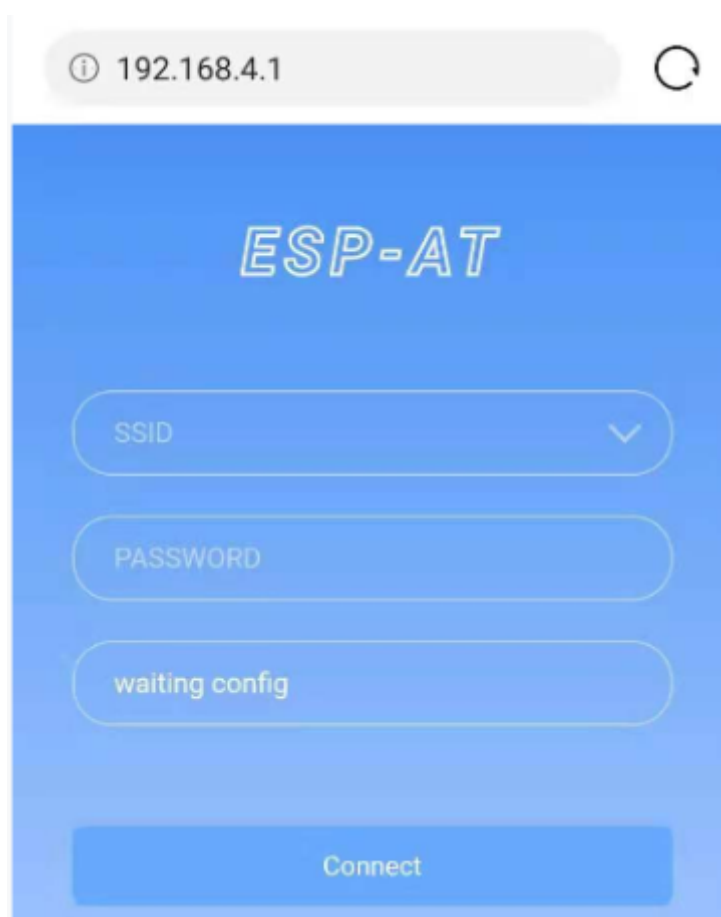 192.168.4.1
ESP-AT
SSID
PASSWORD
waiting config
Connect